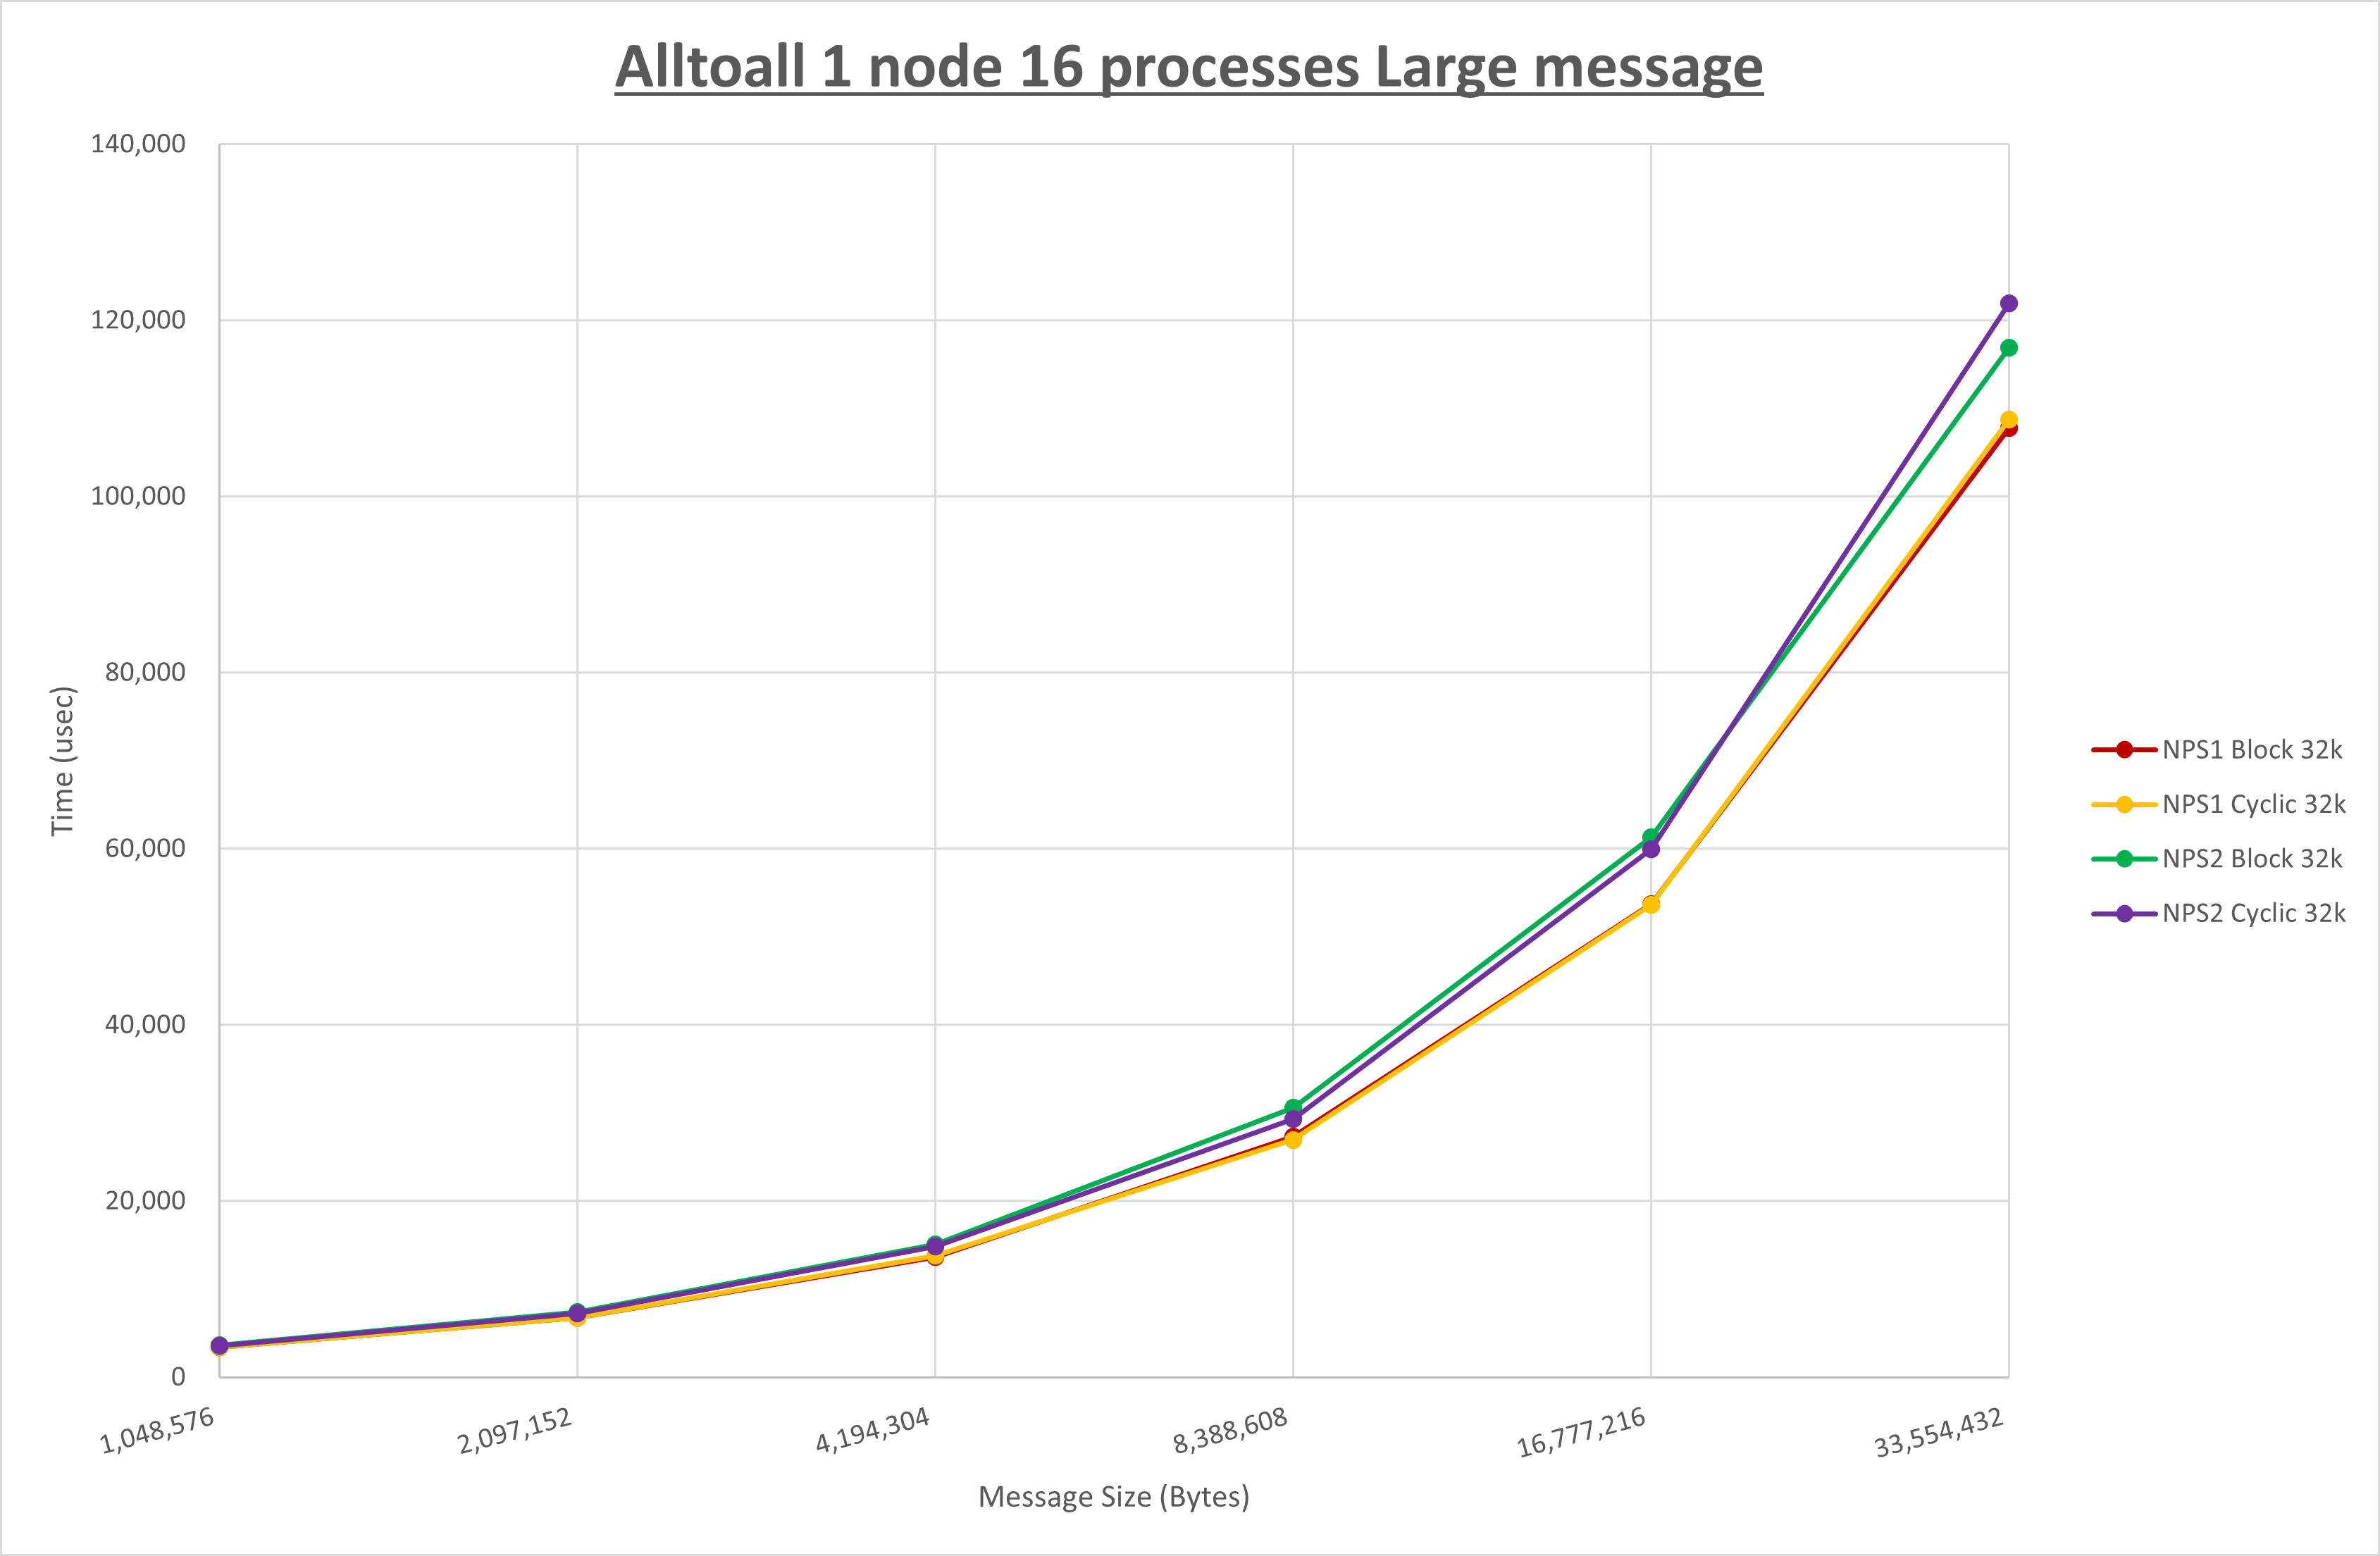 Alltoall 1 node 16 processes Large message
140,000
120,000
100,000
80,000
60,000
40,000
20,000
0
Time (usec)
1,048,576
2,097,152
4,194,304
8,388,608
16,777,216
33,554,432
Message Size (Bytes)
NPS1 Block 32k
NPS1 Cyclic 32k
NPS2 Block 32k
NPS2 Cyclic 32k